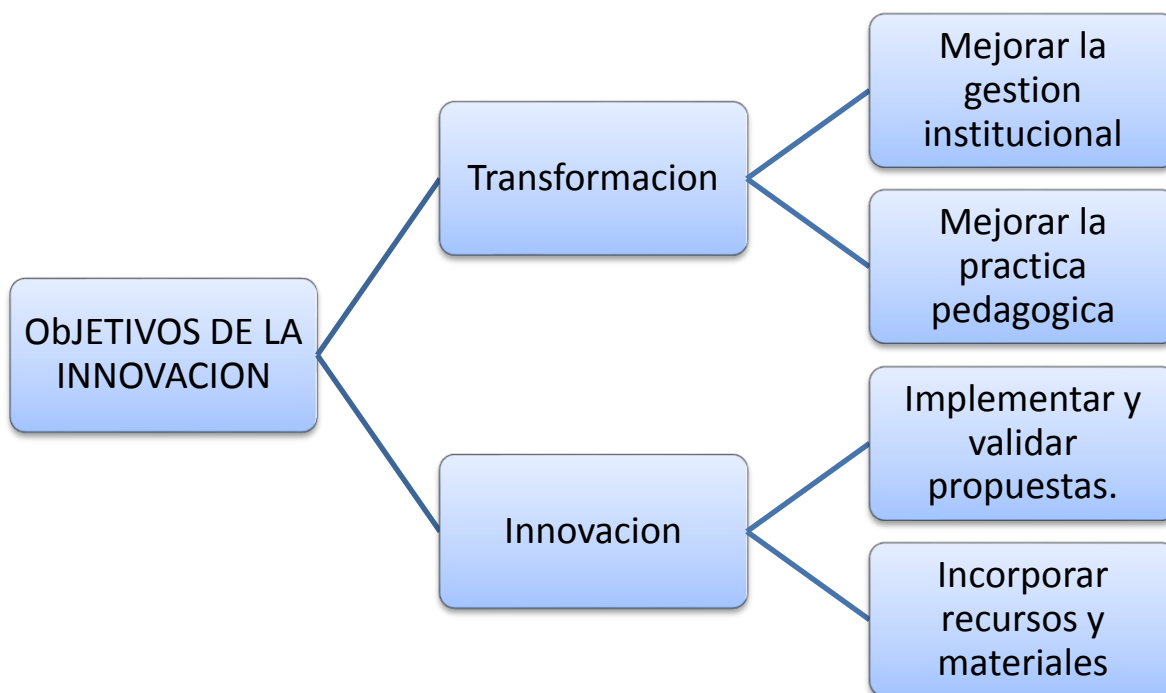 ObJETIVOS DE LA
INNOVACION
Transformacion
Mejorar la
gestion
institucional
Mejorar la
practica
pedagogica
Innovacion
Implementar y
validar
propuestas.
Incorporar
recursos y
materiales